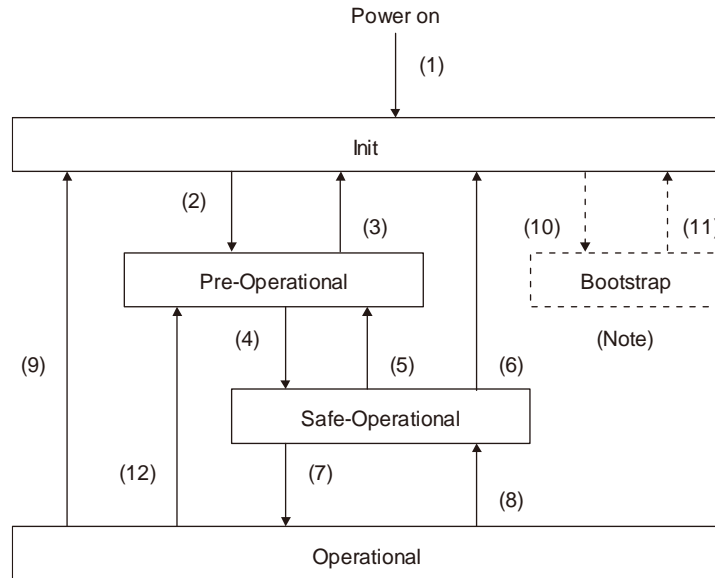 Power on
(1)
Init
(2)
(3)
(10)
(11)
Pre-Operational
Bootstrap
(Note)
(4)
(5)
(6)
(9)
Safe-Operational
(12)
(7)
(8)
Operational